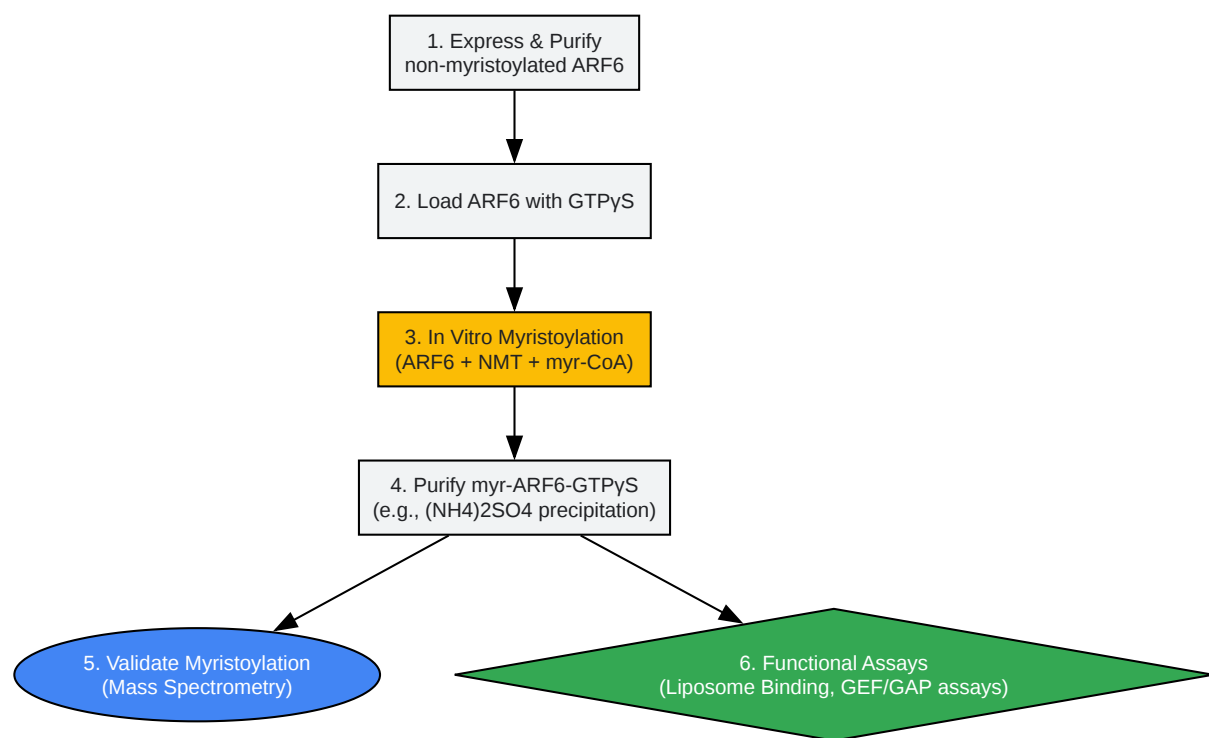 1. Express & Purify
non-myristoylated ARF6
2. Load ARF6 with GTPγS
3. In Vitro Myristoylation
(ARF6 + NMT + myr-CoA)
4. Purify myr-ARF6-GTPγS
(e.g., (NH4)2SO4 precipitation)
5. Validate Myristoylation
(Mass Spectrometry)
6. Functional Assays
(Liposome Binding, GEF/GAP assays)